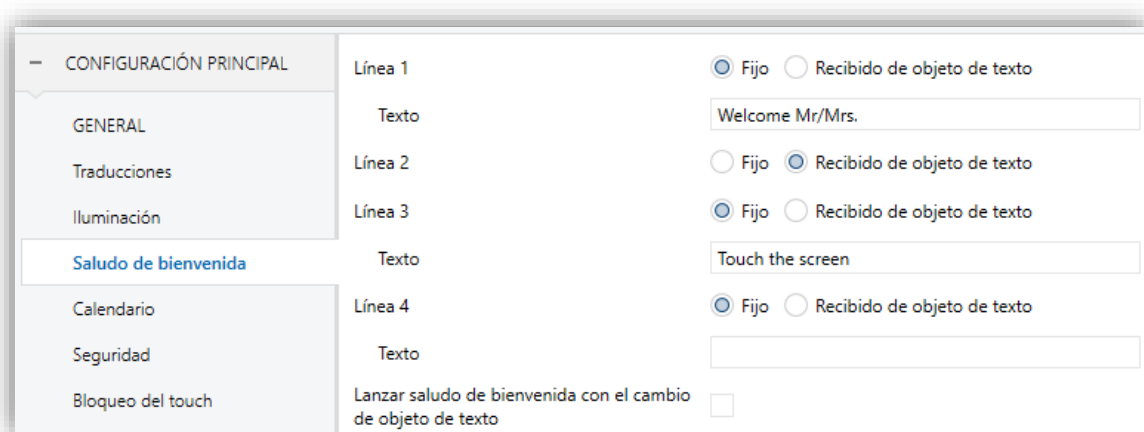 CONFIGURACIÓN PRINCIPAL
GENERAL
Traducciones
Iluminación
Saludo de bienvenida
Calendario
Seguridad
Bloqueo del touch
Línea 1 Fijo Recibido de objeto de texto
Texto Welcome Mr/Mrs.
Línea 2 Fijo Recibido de objeto de texto
Línea 3 Fijo Recibido de objeto de texto
Texto Touch the screen
Línea 4 Fijo Recibido de objeto de texto
Texto
Lanzar saludo de bienvenida con el cambio
de objeto de texto